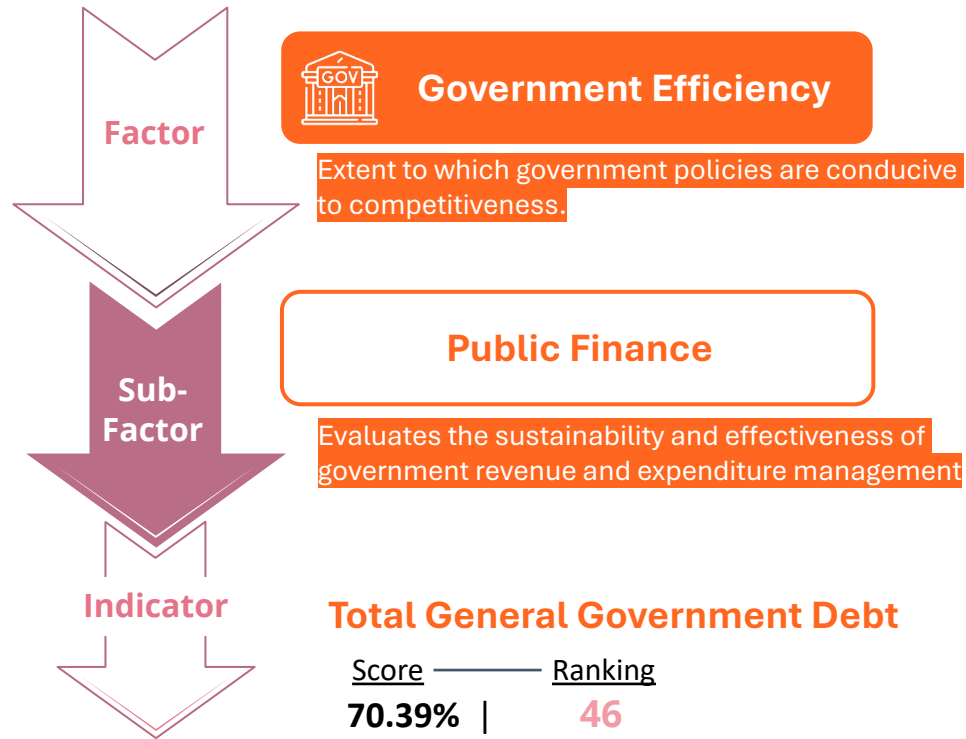 Factor
GOV
Government Efficiency
Extent to which government policies are conducive
to competitiveness.
Sub-
Factor
Public Finance
Evaluates the sustainability and effectiveness of
government revenue and expenditure management
Indicator
Total General Government Debt
Score Ranking
70.39% | 46